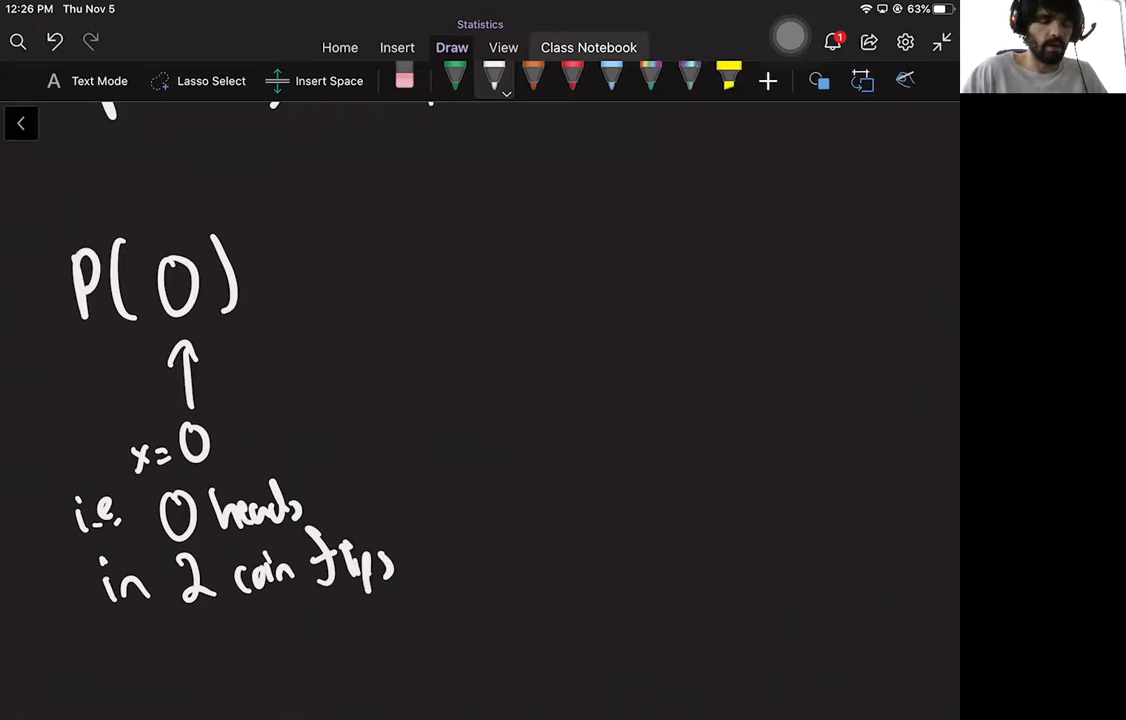 12:26 PM Thu Nov 5
63%
Statistics
Home Insert Draw View Class Notebook
1
A Text Mode Lasso Select Insert Space
P(0)
x=0
i.e. 0 heads
in 2 coin flips